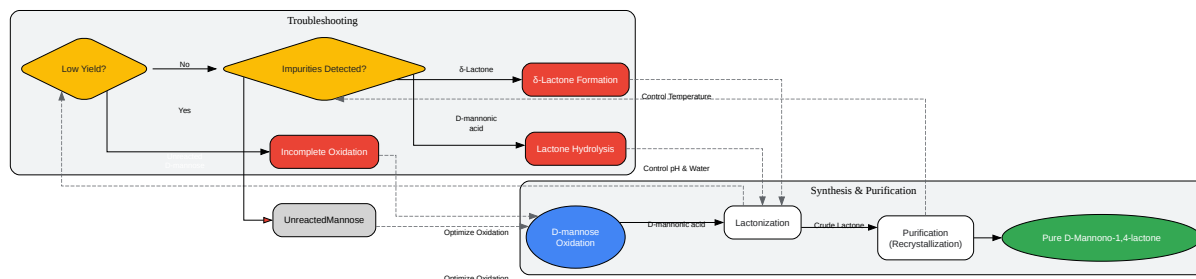 Troubleshooting
Low Yield?
No
Impurities Detected?
δ-Lactone
δ-Lactone Formation
Control Temperature
Yes
D-mannonic
acid
Incomplete Oxidation
Lactone Hydrolysis
Control pH & Water
Synthesis & Purification
UnreactedMannose
Optimize Oxidation
D-mannose
Oxidation
D-mannonic acid
Lactonization
Crude Lactone
Purification
(Recrystallization)
Pure D-Mannono-1,4-lactone
Optimize Oxidation